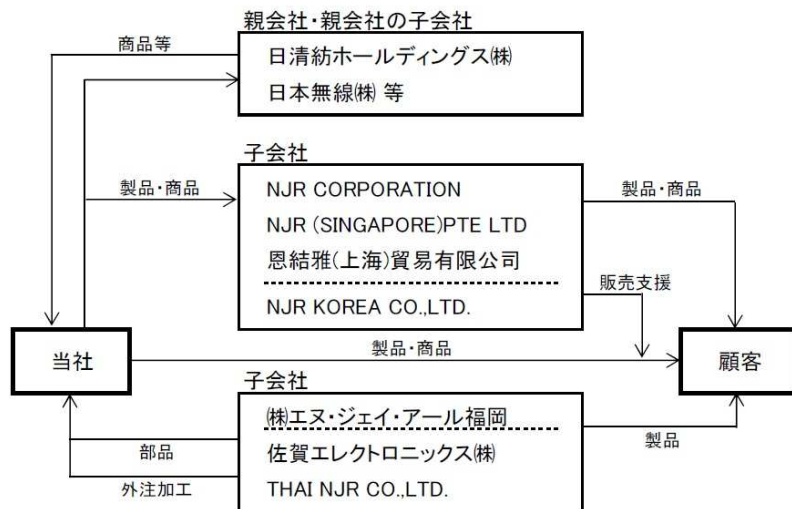 親会社・親会社の子会社
商品等
日清紡ホールディングス㈱
日本無線㈱ 等
子会社
製品・商品
NJR CORPORATION
NJR (SINGAPORE)PTE LTD
恩結雅(上海)貿易有限公司
NJR KOREA CO.,LTD.
製品・商品
販売支援
当社
製品・商品
顧客
子会社
㈱エヌ・ジェイ・アール福岡
佐賀エレクトロニックス㈱
THAI NJR CO.,LTD.
部品
外注加工
製品